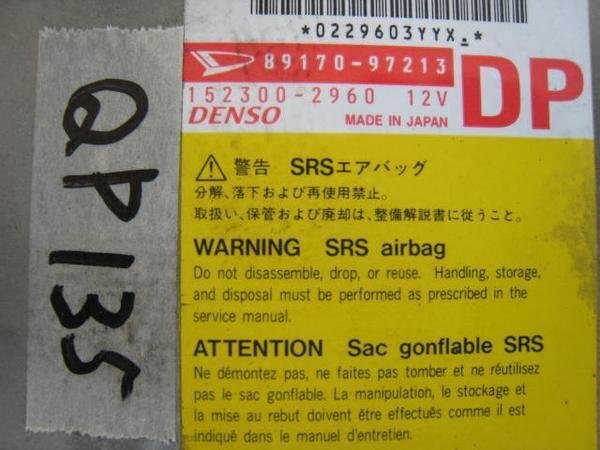 *0229603YYX-*
89170-97213
DP
152300-2960 12V
DENSO MADE IN JAPAN
警告 SRSエアバッグ
分解、落下および再使用禁止。
取扱い、保管および廃却は、整備解説書に従うこと。
WARNING SRS airbag
Do not disassemble, drop, or reuse. Handling, storage,
and disposal must be performed as prescribed in the
service manual.
ATTENTION Sac gonflable SRS
Ne démontez pas, ne faites pas tomber et ne réutilisez
pas le sac gonflable. La manipulation, le stockage et
la mise au rebut doivent être effectués comme il est
indiqué dans le manuel d'entretien.
QP135